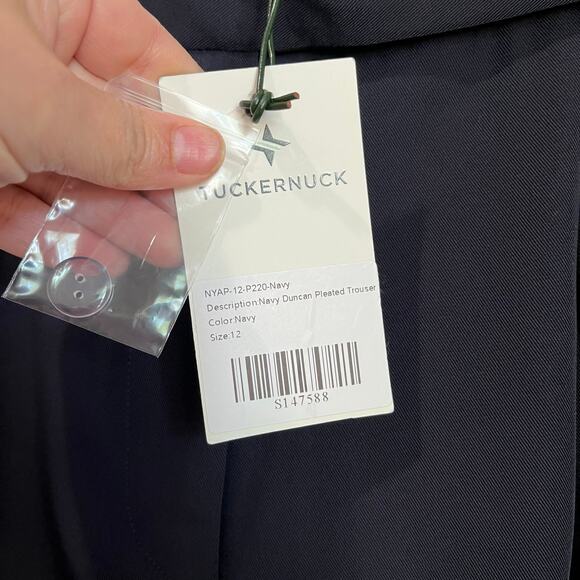 TUCKERNUCK
NYAP-12-P220-Navy
Description:Navy Duncan Pleated Trouser
Color:Navy
Size:12
S147588